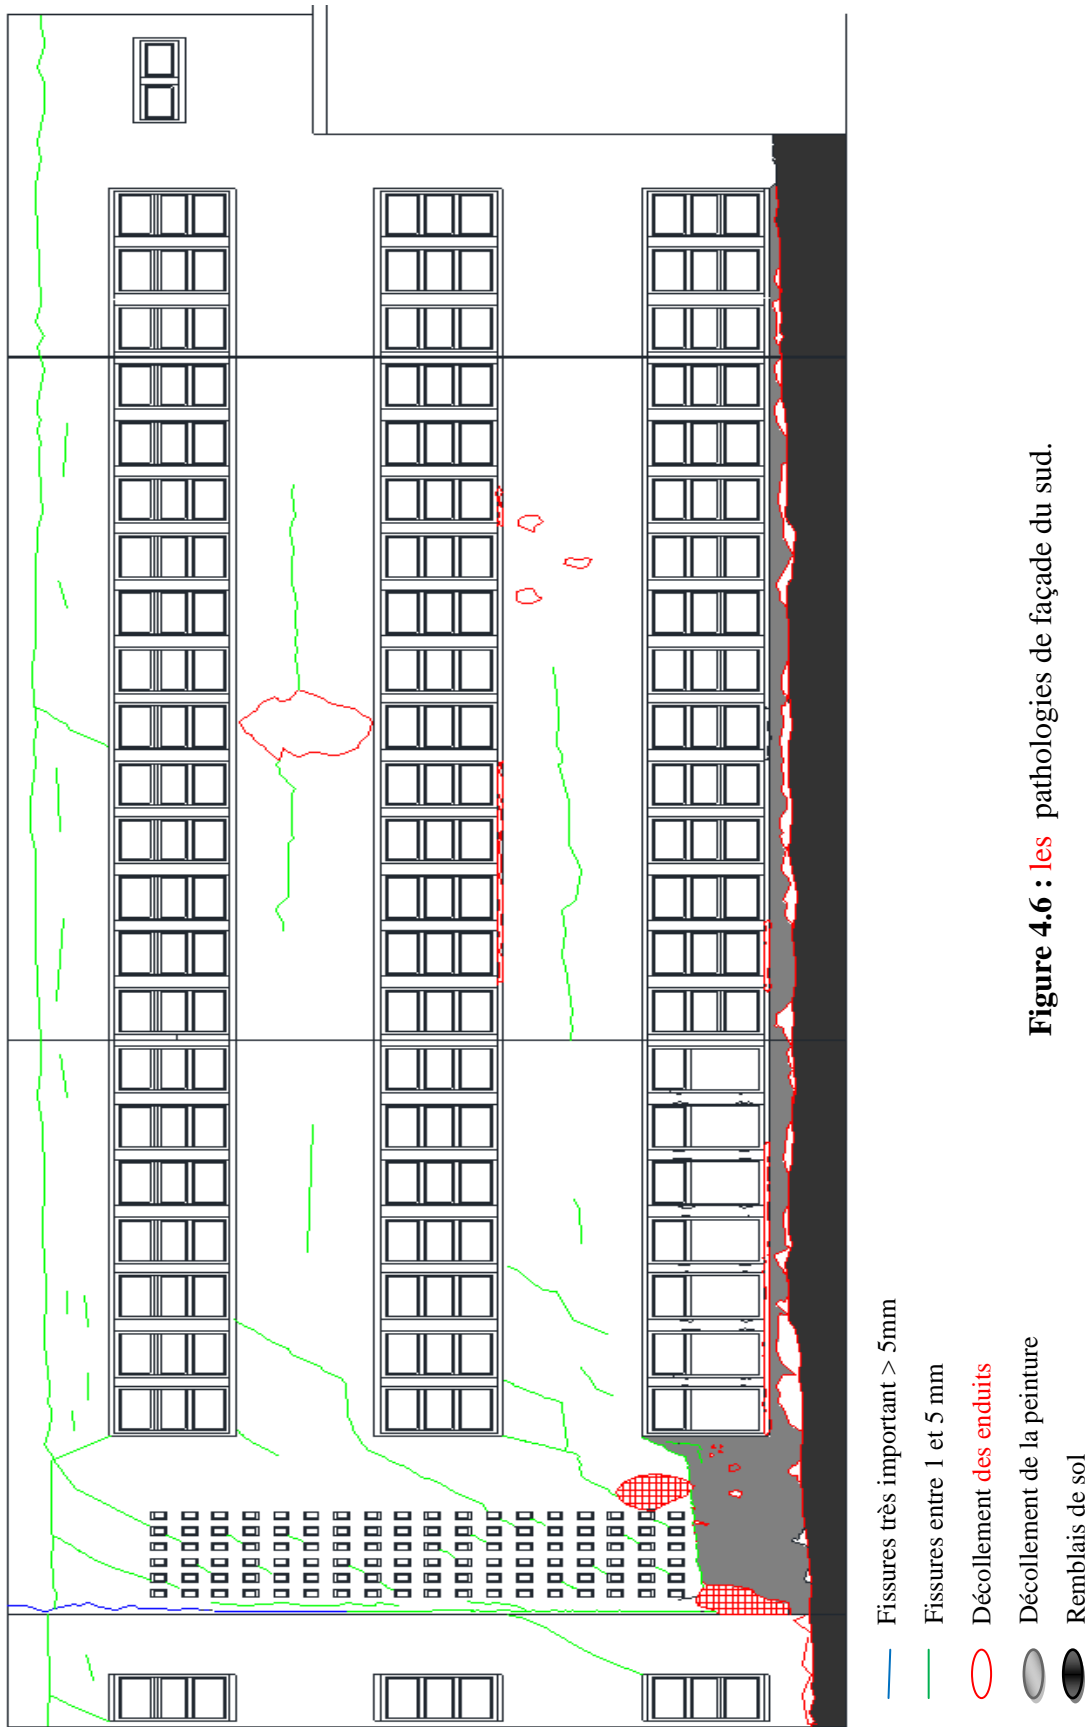 Fissures très important > 5mm
Fissures entre 1 et 5 mm
Décollement des enduits
Décollement de la peinture
Remblais de sol
Figure 4.6 : les pathologies de façade du sud.